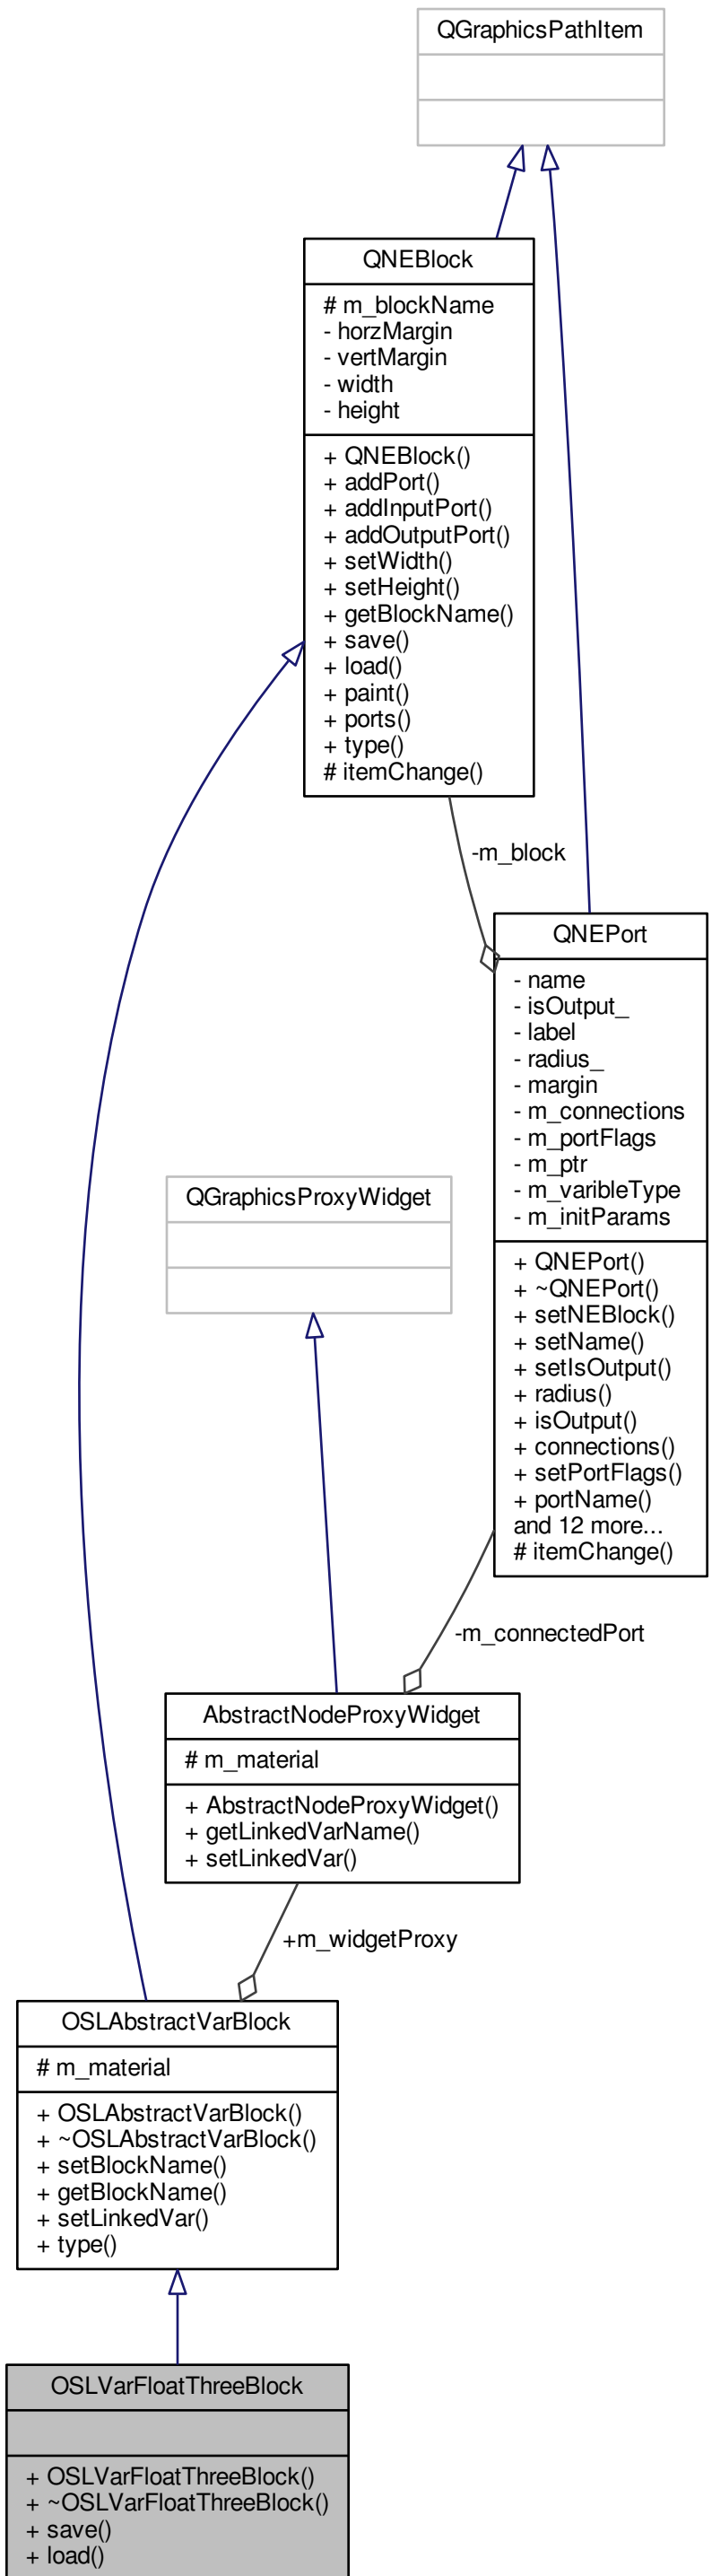 QGraphicsPathItem
QNEBlock
# m_blockName
- horzMargin
- vertMargin
- width
- height
+ QNEBlock()
+ addPort()
+ addInputPort()
+ addOutputPort()
+ setWidth()
+ setHeight()
+ getBlockName()
+ save()
+ load()
+ paint()
+ ports()
+ type()
# itemChange()
-m_block
QNEPort
- name
- isOutput_
- label
- radius_
- margin
- m_connections
- m_portFlags
- m_ptr
- m_varibleType
- m_initParams
+ QNEPort()
+ ~QNEPort()
+ setNEBlock()
+ setName()
+ setIsOutput()
+ radius()
+ isOutput()
+ connections()
+ setPortFlags()
+ portName()
and 12 more...
# itemChange()
QGraphicsProxyWidget
-m_connectedPort
AbstractNodeProxyWidget
# m_material
+ AbstractNodeProxyWidget()
+ getLinkedVarName()
+ setLinkedVar()
+m_widgetProxy
OSLAbstractVarBlock
# m_material
+ OSLAbstractVarBlock()
+ ~OSLAbstractVarBlock()
+ setBlockName()
+ getBlockName()
+ setLinkedVar()
+ type()
OSLVarFloatThreeBlock
+ OSLVarFloatThreeBlock()
+ ~OSLVarFloatThreeBlock()
+ save()
+ load()